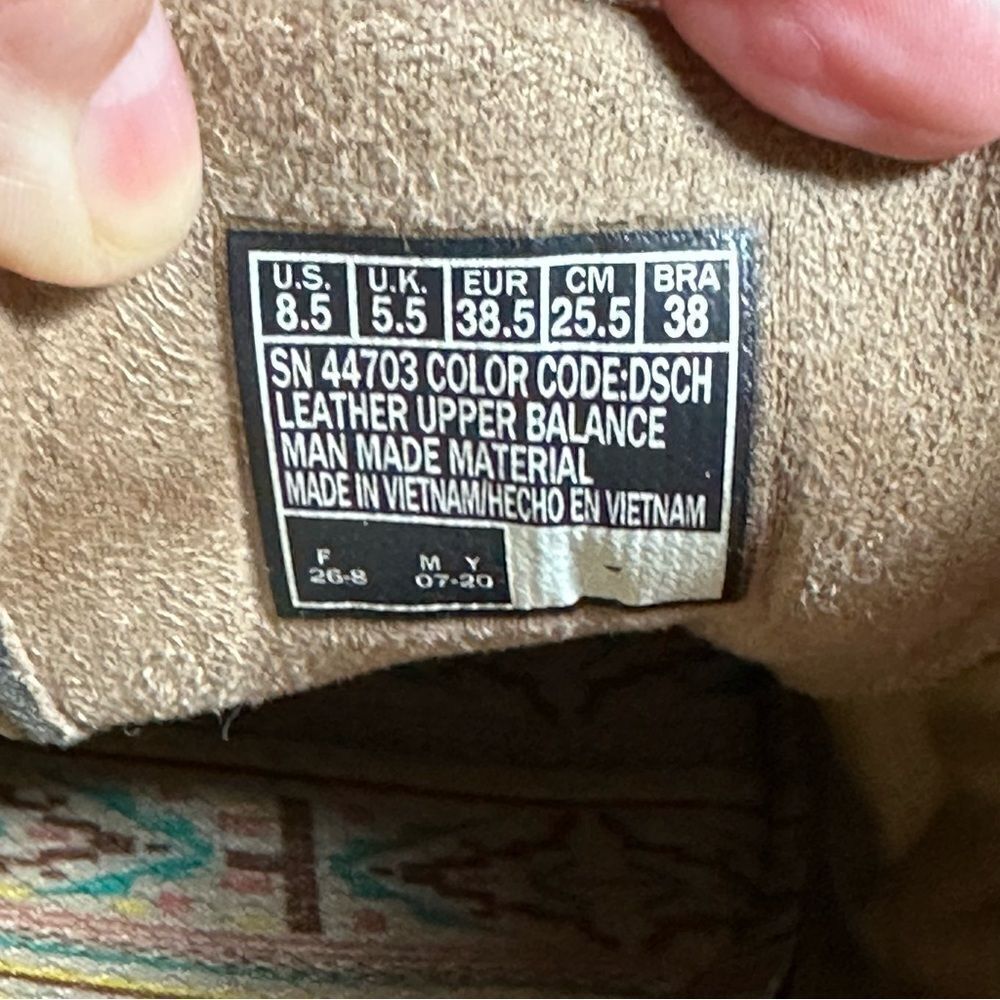 U.S. U.K. EUR CM BRA
8.5 5.5 38.5 25.5 38
SN 44703 COLOR CODE:DSCH
LEATHER UPPER BALANCE
MAN MADE MATERIAL
MADE IN VIETNAM/HECHO EN VIETNAM
F M Y
26-8 07-20